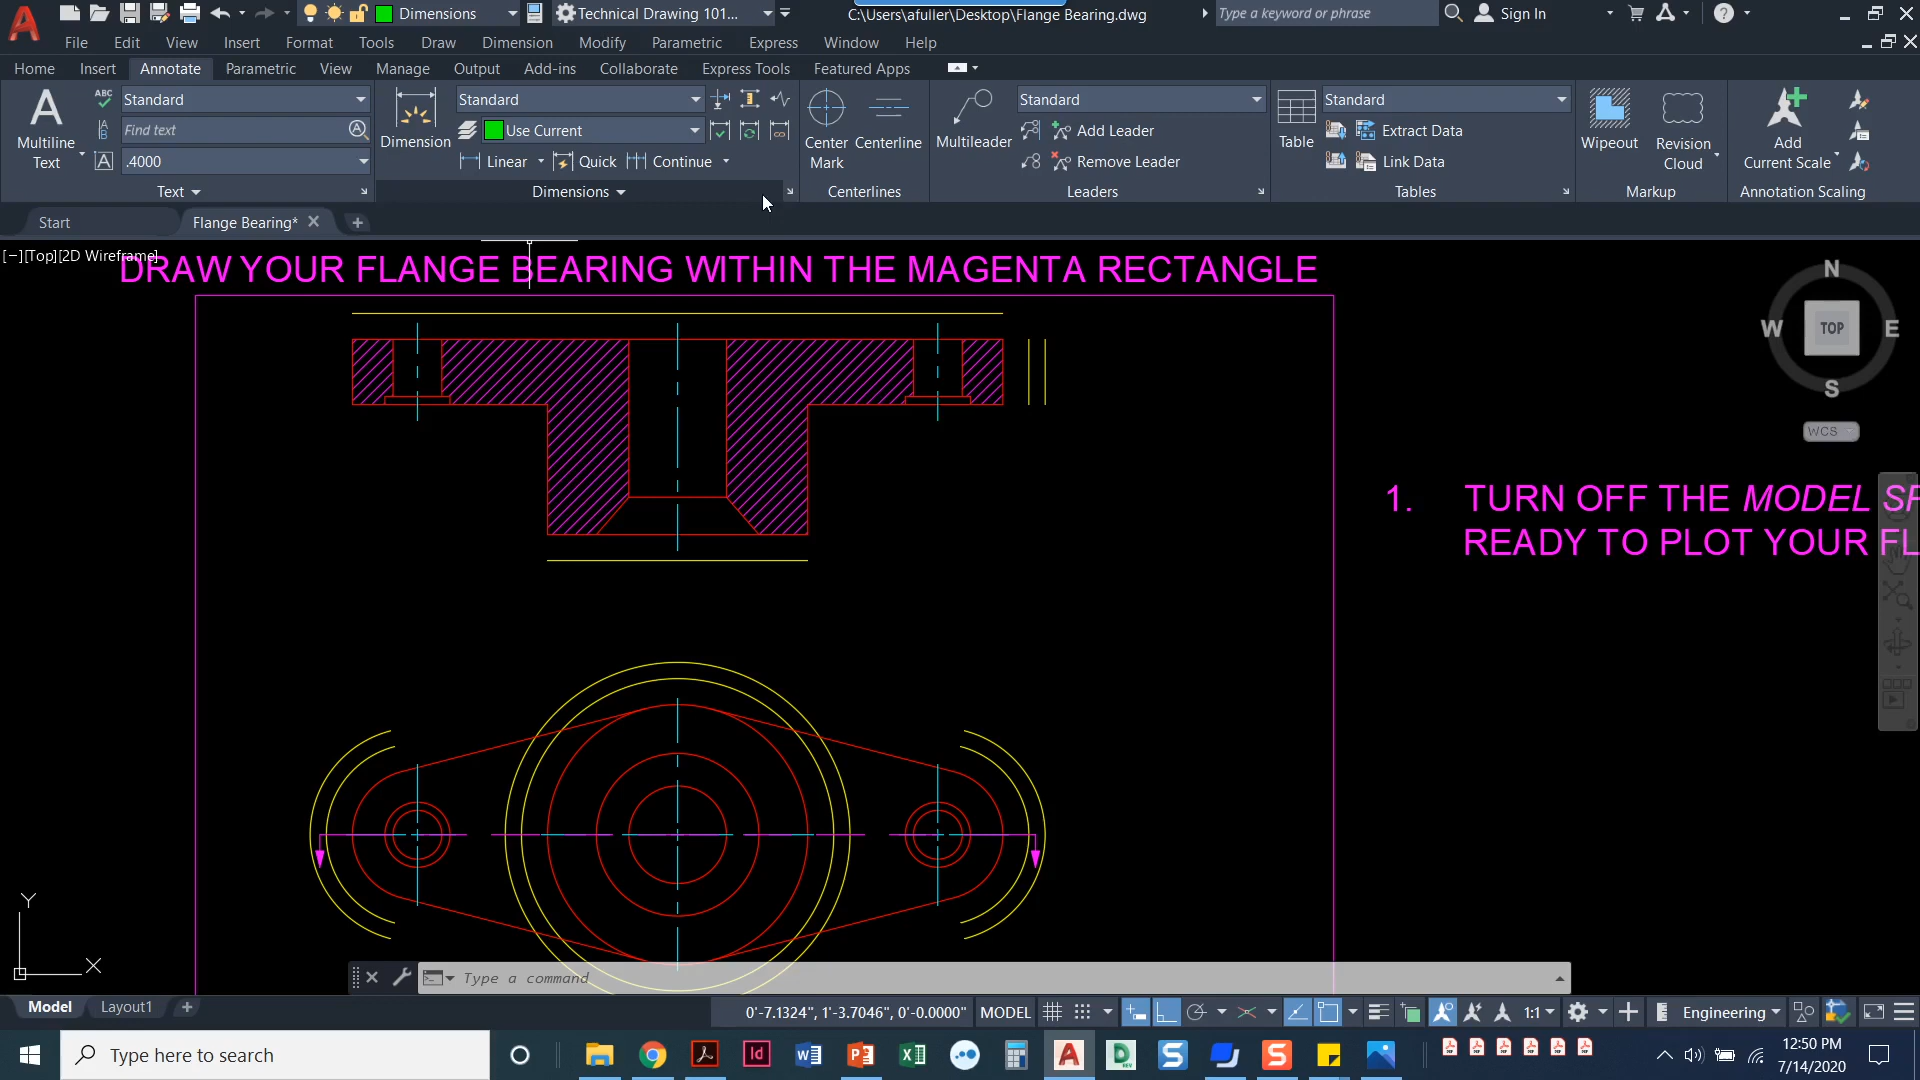 Dimensions
Technical Drawing 101...
C:\Users\afuller\Desktop\Flange Bearing.dwg
Type a keyword or phrase
Sign In
File Edit View Insert Format Tools Draw Dimension Modify Parametric Express Window Help
Home Insert Annotate Parametric View Manage Output Add-ins Collaborate Express Tools Featured Apps
Multiline Text
ABC
Standard
Find text
.4000
Text
Dimension
Standard
Use Current
Linear Quick Continue
Dimensions
Center Mark
Centerline
Centerlines
Multileader
Standard
Add Leader
Remove Leader
Leaders
Table
Standard
Extract Data
Link Data
Tables
Wipeout
Revision Cloud
Markup
Add Current Scale
Annotation Scaling
Start
Flange Bearing*
[−][Top][2D Wireframe]
DRAW YOUR FLANGE BEARING WITHIN THE MAGENTA RECTANGLE
N
W TOP E
S
WCS
1. TURN OFF THE MODEL SP
READY TO PLOT YOUR FL
Y
X
Type a command
Model Layout1
0'-7.1324", 1'-3.7046", 0'-0.0000" MODEL
1:1
Engineering
Type here to search
12:50 PM
7/14/2020